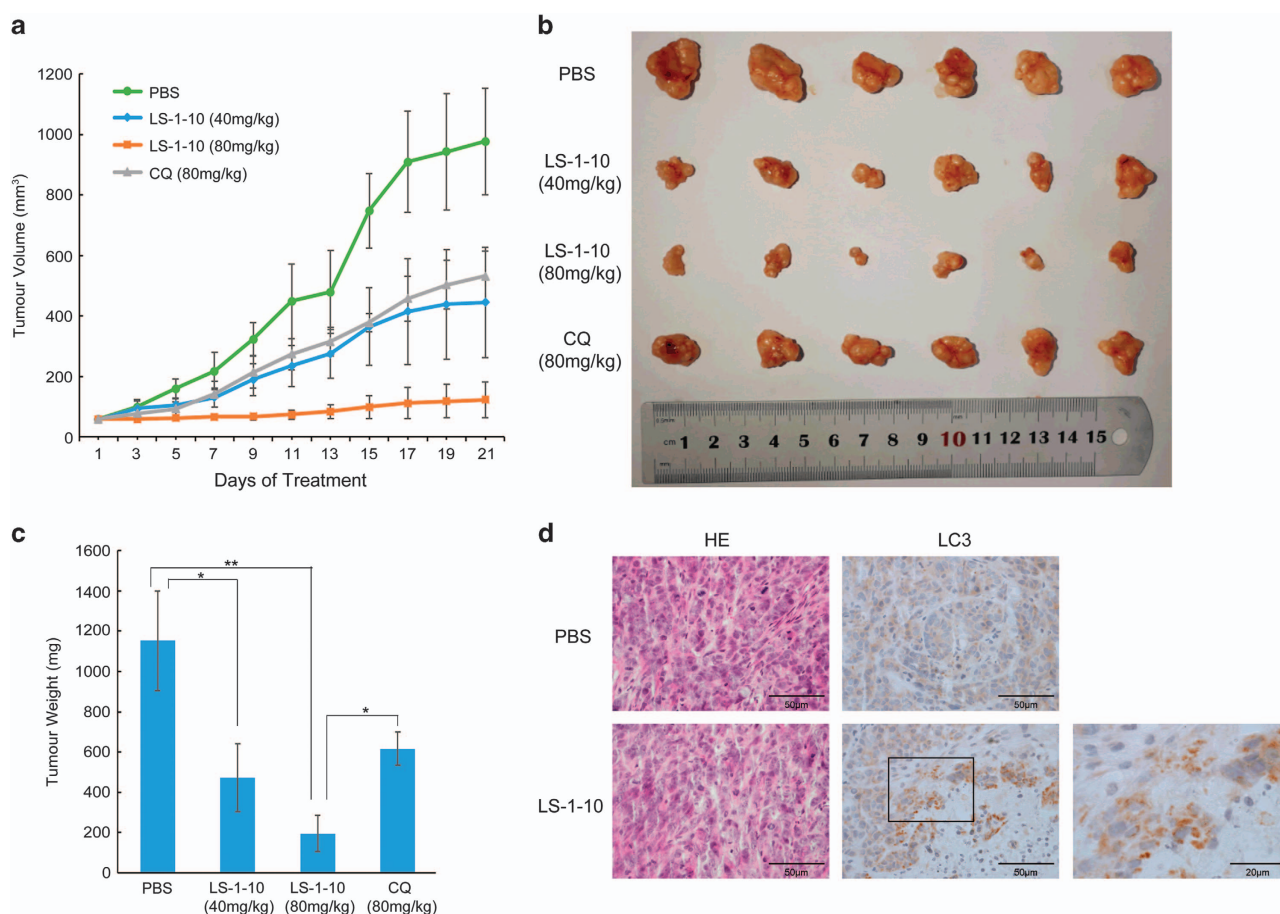 a
1200
1000
800
600
400
200
0
Tumour Volume (mm³)
PBS
LS-1-10 (40mg/kg)
LS-1-10 (80mg/kg)
CQ (80mg/kg)
1 3 5 7 9 11 13 15 17 19 21
Days of Treatment
b
PBS
LS-1-10
(40mg/kg)
LS-1-10
(80mg/kg)
CQ
(80mg/kg)
cm 1 2 3 4 5 6 7 8 9 10 11 12 13 14 15
c
1600
1400
1200
1000
800
600
400
200
0
Tumour Weight (mg)
**
*
*
PBS
LS-1-10
(40mg/kg)
LS-1-10
(80mg/kg)
CQ
(80mg/kg)
d
HE LC3
PBS
50µm 50µm
LS-1-10
50µm 50µm 20µm